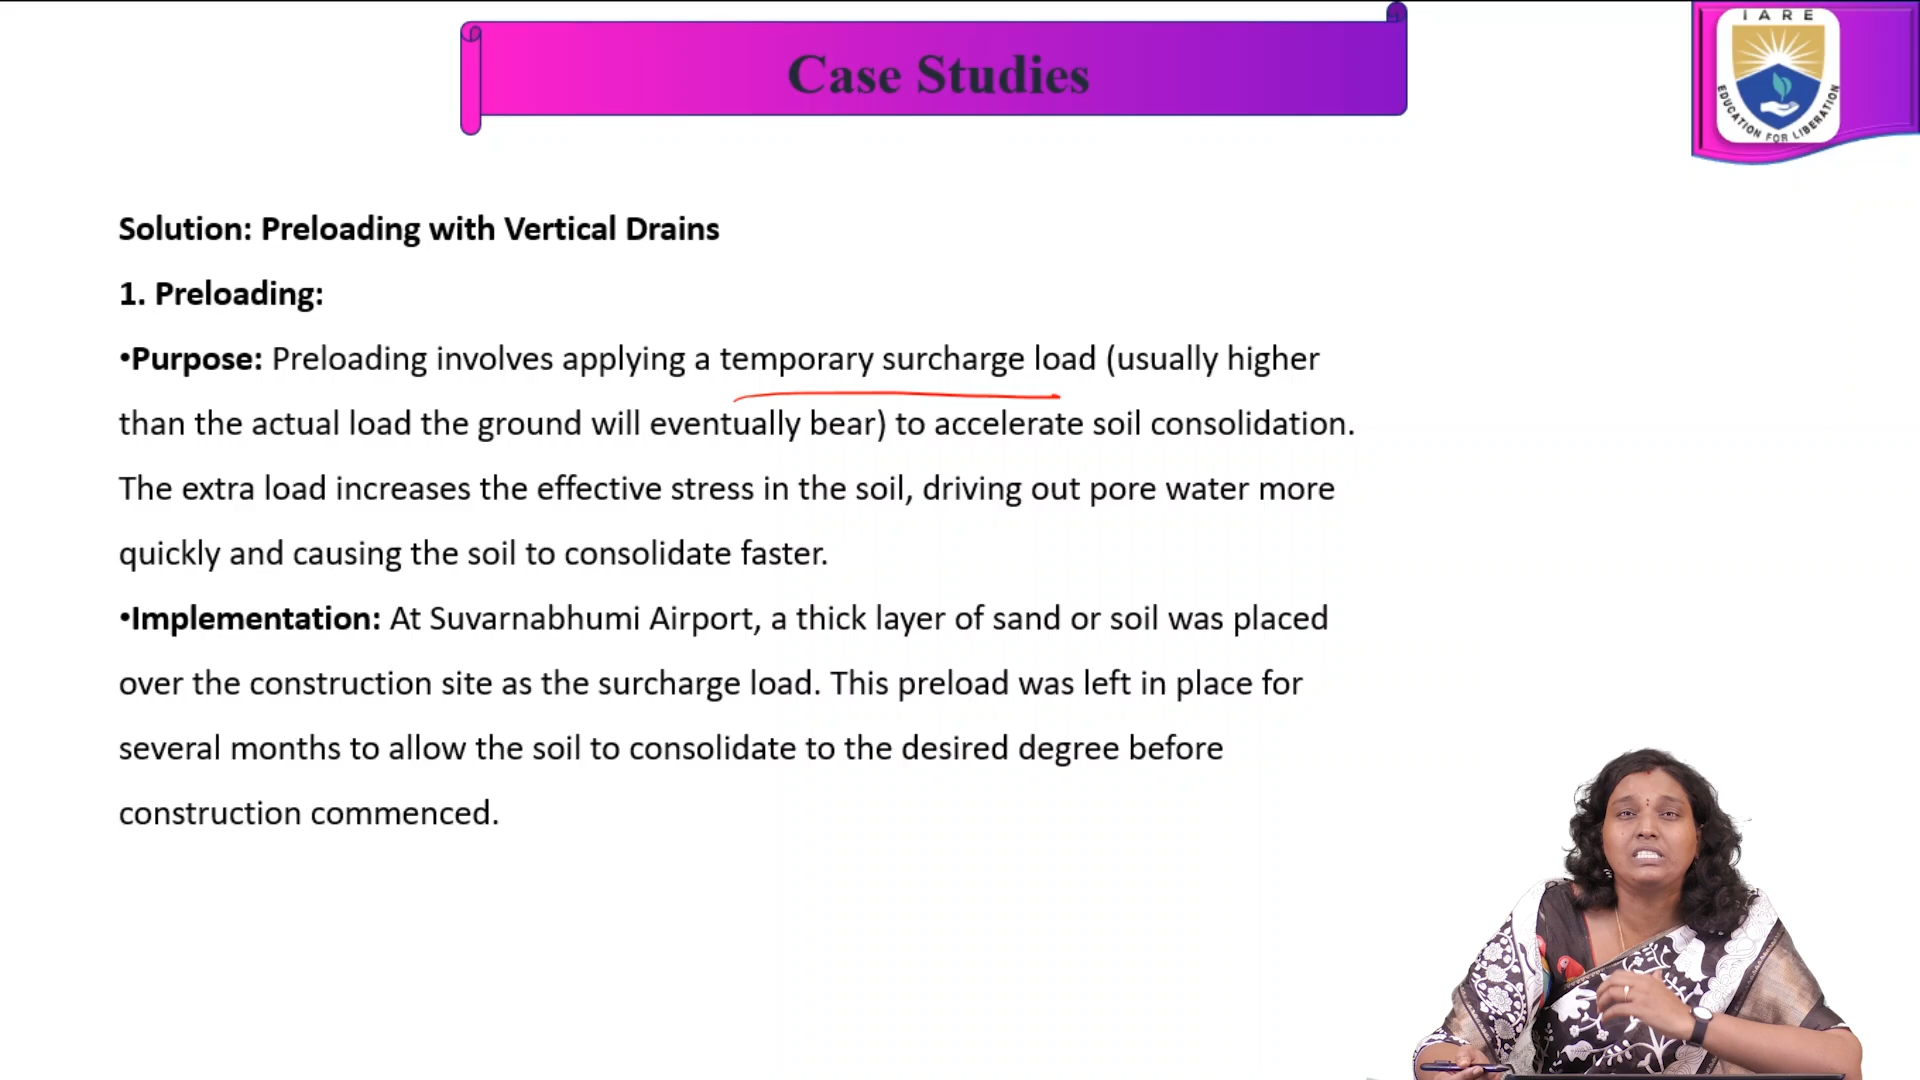 Case Studies
IARE
EDUCATION FOR LIBERATION
Solution: Preloading with Vertical Drains
1. Preloading:
•Purpose: Preloading involves applying a temporary surcharge load (usually higher
than the actual load the ground will eventually bear) to accelerate soil consolidation.
The extra load increases the effective stress in the soil, driving out pore water more
quickly and causing the soil to consolidate faster.
•Implementation: At Suvarnabhumi Airport, a thick layer of sand or soil was placed
over the construction site as the surcharge load. This preload was left in place for
several months to allow the soil to consolidate to the desired degree before
construction commenced.